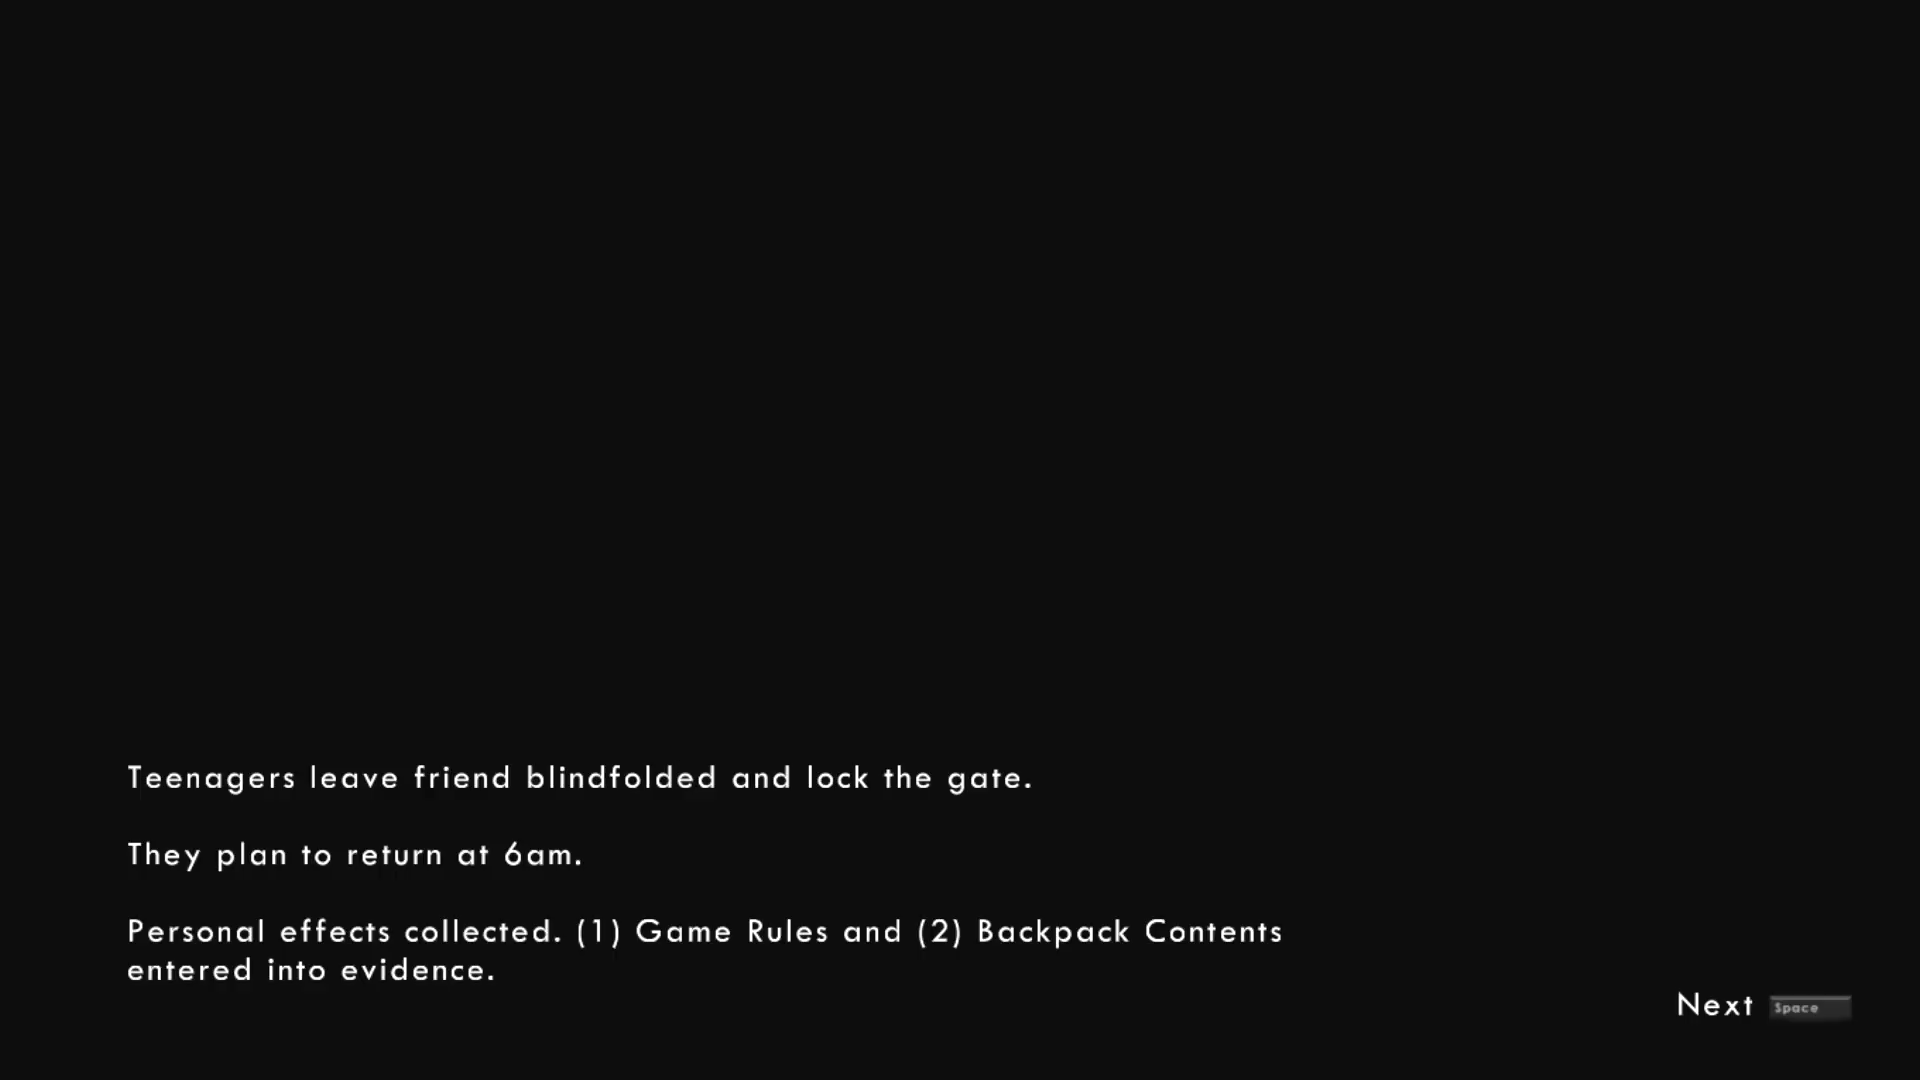 Teenagers leave friend blindfolded and lock the gate.
They plan to return at 6am.
Personal effects collected. (1) Game Rules and (2) Backpack Contents
entered into evidence.
Next Space